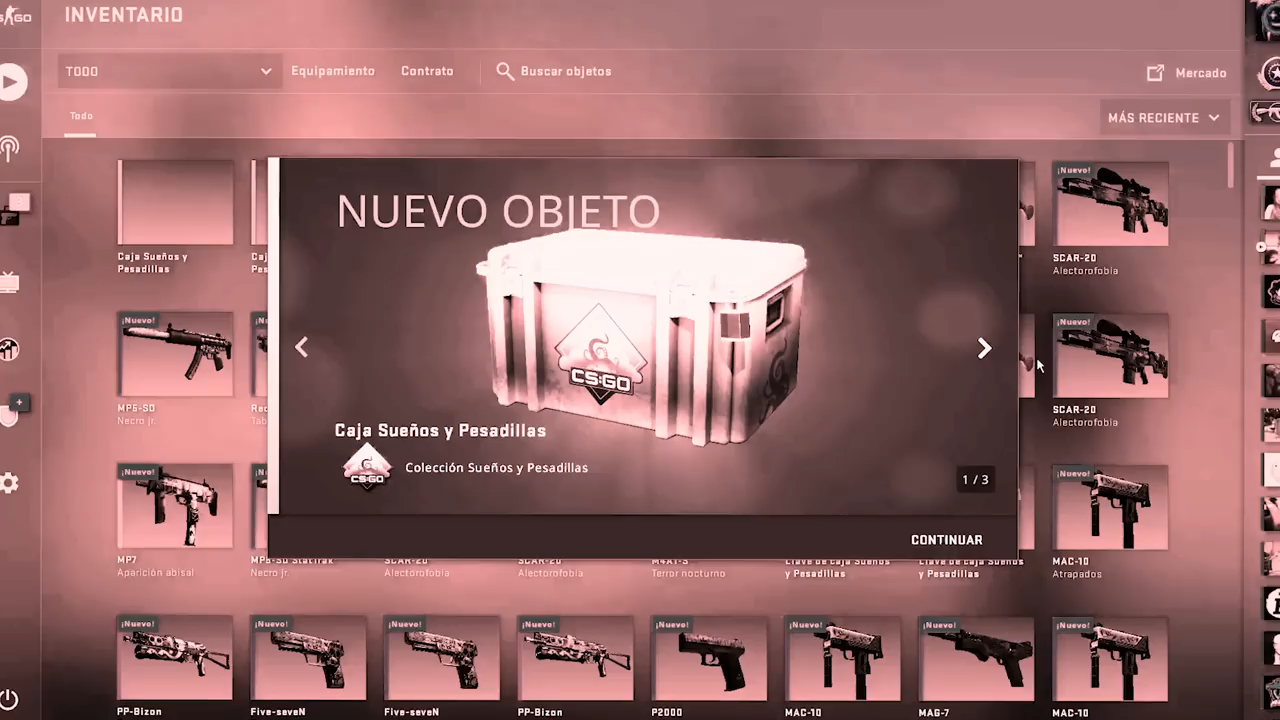 INVENTARIO
TODO
Equipamiento
Contrato
Buscar objetos
Mercado
Todo
MÁS RECIENTE
NUEVO OBJETO
CS:GO
Caja Sueños y Pesadillas
CS:GO
Colección Sueños y Pesadillas
1 / 3
CONTINUAR
Caja Sueños y
Pesadillas
¡Nuevo!
SCAR-20
Alectorofobia
¡Nuevo!
MP5-SD
Necro jr.
¡Nuevo!
SCAR-20
Alectorofobia
¡Nuevo!
MP7
Aparición abisal
MP5-SD StatTrak
Necro jr.
SCAR-20
Alectorofobia
SCAR-20
Alectorofobia
M4A1-S
Terror nocturno
Llave de caja Sueños
y Pesadillas
Llave de caja Sueños
y Pesadillas
¡Nuevo!
MAC-10
Atrapados
¡Nuevo!
PP-Bizon
¡Nuevo!
Five-seveN
¡Nuevo!
Five-seveN
¡Nuevo!
PP-Bizon
¡Nuevo!
P2000
¡Nuevo!
MAC-10
¡Nuevo!
MAG-7
¡Nuevo!
MAC-10